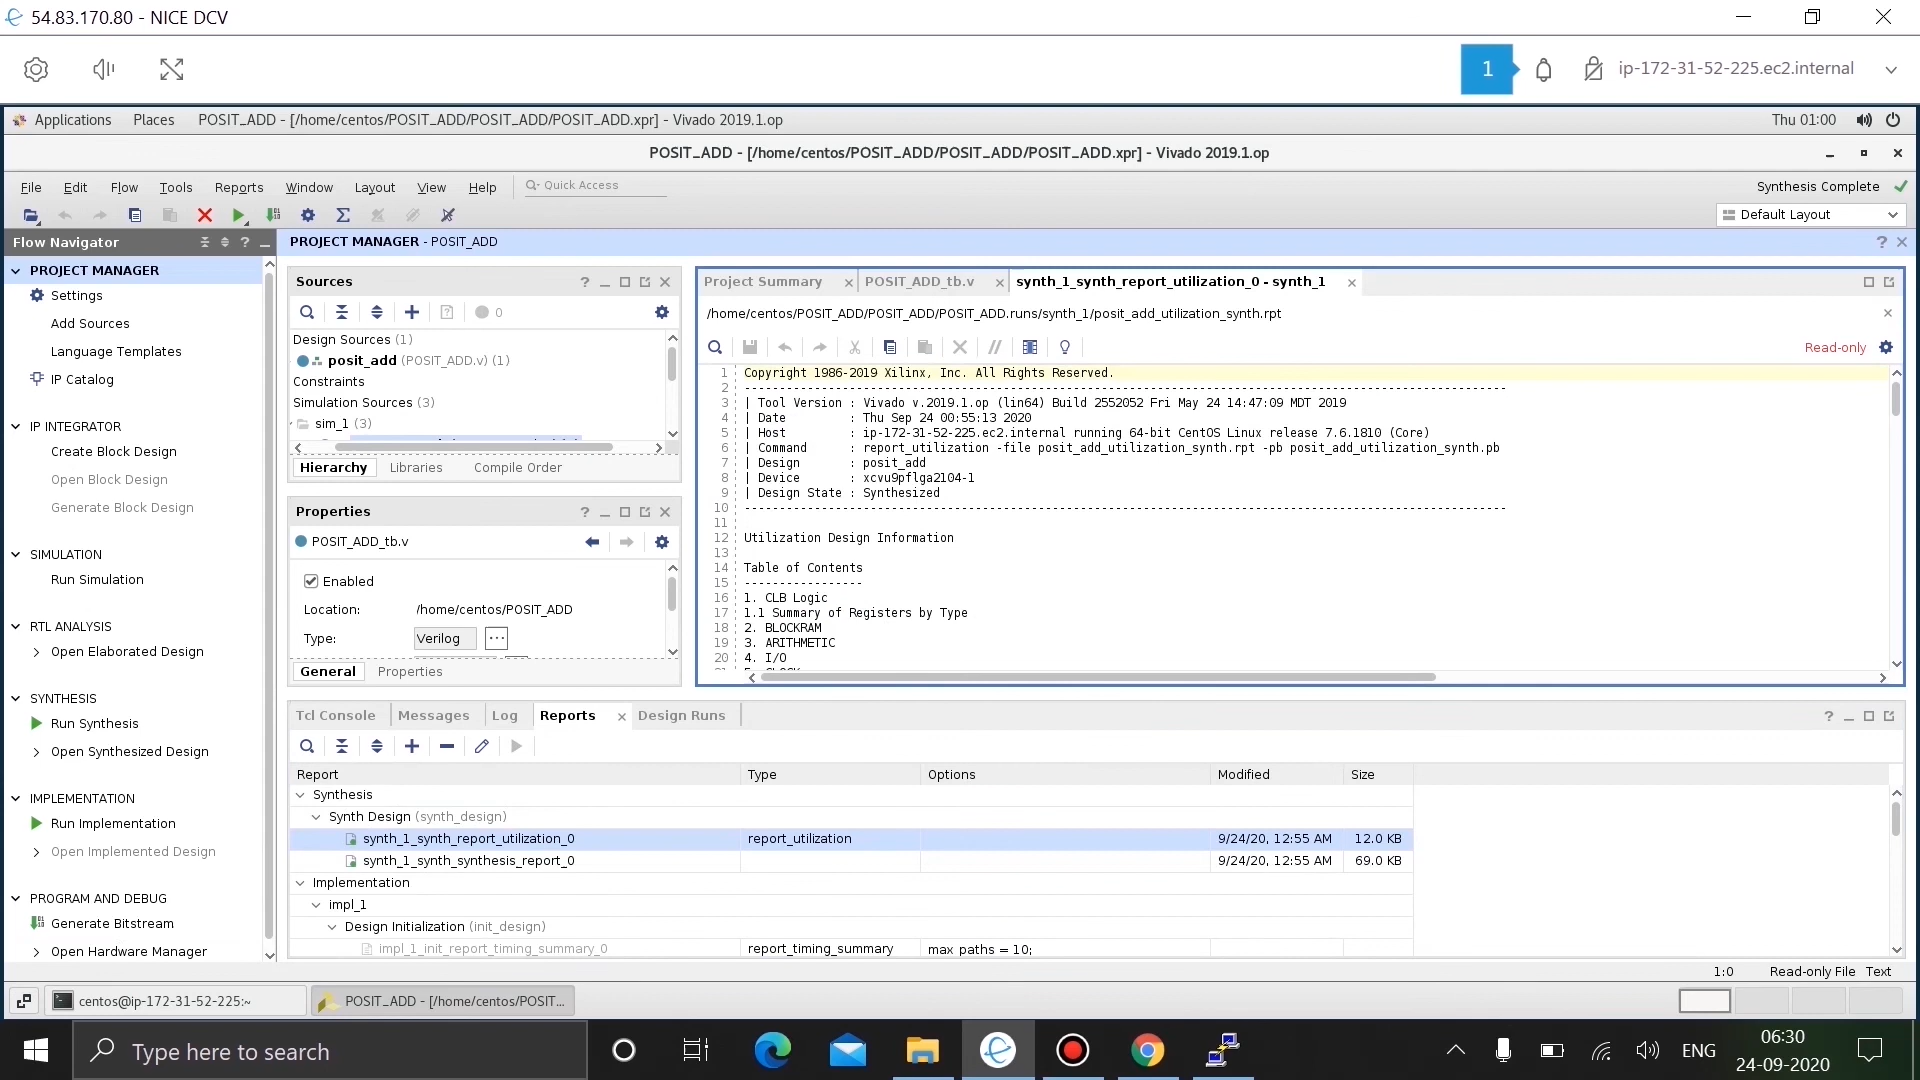 54.83.170.80 - NICE DCV
1
ip-172-31-52-225.ec2.internal
Applications Places POSIT_ADD - [/home/centos/POSIT_ADD/POSIT_ADD/POSIT_ADD.xpr] - Vivado 2019.1.op Thu 01:00
POSIT_ADD - [/home/centos/POSIT_ADD/POSIT_ADD/POSIT_ADD.xpr] - Vivado 2019.1.op
File Edit Flow Tools Reports Window Layout View Help Quick Access Synthesis Complete
Default Layout
Flow Navigator
PROJECT MANAGER
Settings
Add Sources
Language Templates
IP Catalog
IP INTEGRATOR
Create Block Design
Open Block Design
Generate Block Design
SIMULATION
Run Simulation
RTL ANALYSIS
Open Elaborated Design
SYNTHESIS
Run Synthesis
Open Synthesized Design
IMPLEMENTATION
Run Implementation
Open Implemented Design
PROGRAM AND DEBUG
Generate Bitstream
Open Hardware Manager
PROJECT MANAGER - POSIT_ADD
Sources
0
Design Sources (1)
posit_add (POSIT_ADD.v) (1)
Constraints
Simulation Sources (3)
sim_1 (3)
Hierarchy Libraries Compile Order
Properties
POSIT_ADD_tb.v
Enabled
Location: /home/centos/POSIT_ADD
Type: Verilog ...
General Properties
Project Summary POSIT_ADD_tb.v synth_1_synth_report_utilization_0 - synth_1
/home/centos/POSIT_ADD/POSIT_ADD/POSIT_ADD.runs/synth_1/posit_add_utilization_synth.rpt
Read-only
1 Copyright 1986-2019 Xilinx, Inc. All Rights Reserved.
2 ---------------------------------------------------------------------------------------------------------------
3 | Tool Version : Vivado v.2019.1.op (lin64) Build 2552052 Fri May 24 14:47:09 MDT 2019
4 | Date : Thu Sep 24 00:55:13 2020
5 | Host : ip-172-31-52-225.ec2.internal running 64-bit CentOS Linux release 7.6.1810 (Core)
6 | Command : report_utilization -file posit_add_utilization_synth.rpt -pb posit_add_utilization_synth.pb
7 | Design : posit_add
8 | Device : xcvu9pflga2104-1
9 | Design State : Synthesized
10 ---------------------------------------------------------------------------------------------------------------
11
12 Utilization Design Information
13
14 Table of Contents
15 -----------------
16 1. CLB Logic
17 1.1 Summary of Registers by Type
18 2. BLOCKRAM
19 3. ARITHMETIC
20 4. I/O
Tcl Console Messages Log Reports Design Runs
Report Type Options Modified Size
Synthesis
Synth Design (synth_design)
synth_1_synth_report_utilization_0 report_utilization 9/24/20, 12:55 AM 12.0 KB
synth_1_synth_synthesis_report_0 9/24/20, 12:55 AM 69.0 KB
Implementation
impl_1
Design Initialization (init_design)
impl_1_init_report_timing_summary_0 report_timing_summary max paths = 10;
1:0 Read-only File Text
centos@ip-172-31-52-225:~ POSIT_ADD - [/home/centos/POSIT...
Type here to search
ENG
06:30
24-09-2020